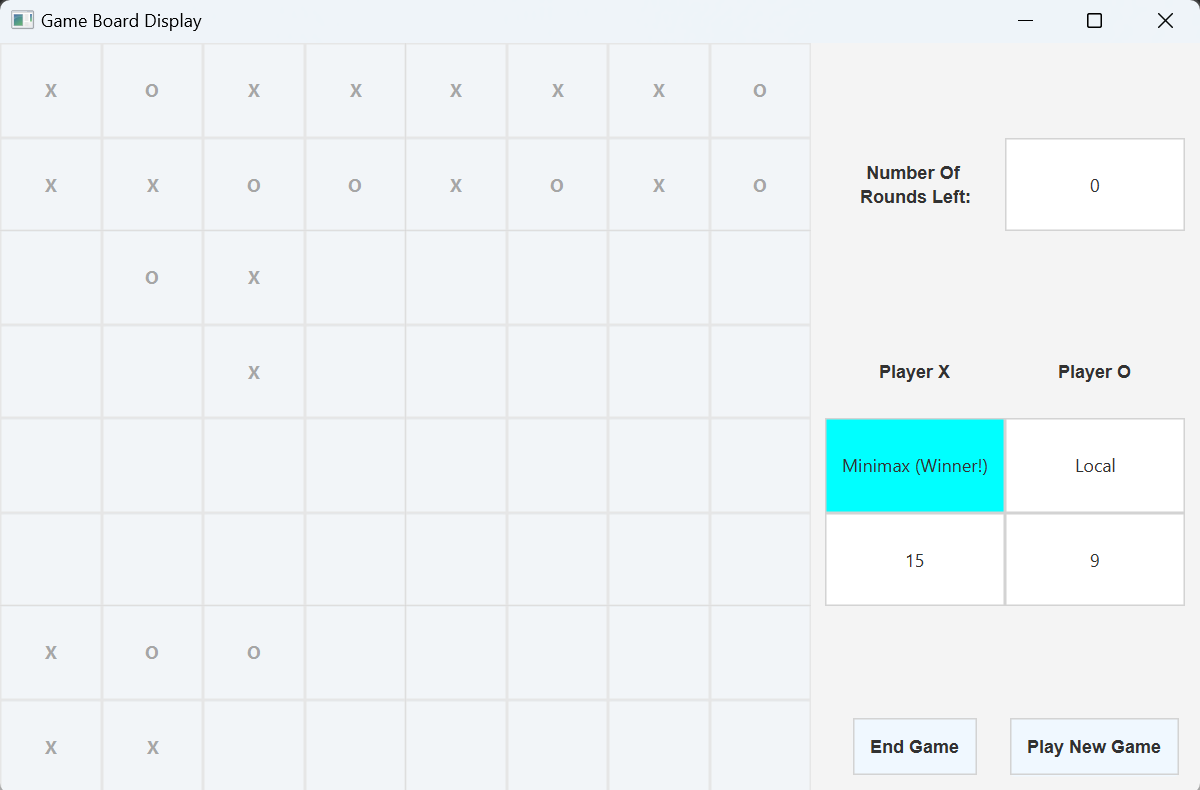 Game Board Display
X O X X X X X O
X X O O X O X O
O X
X
X O O
X X
Number Of
Rounds Left:
0
Player X
Player O
Minimax (Winner!)
Local
15
9
End Game
Play New Game